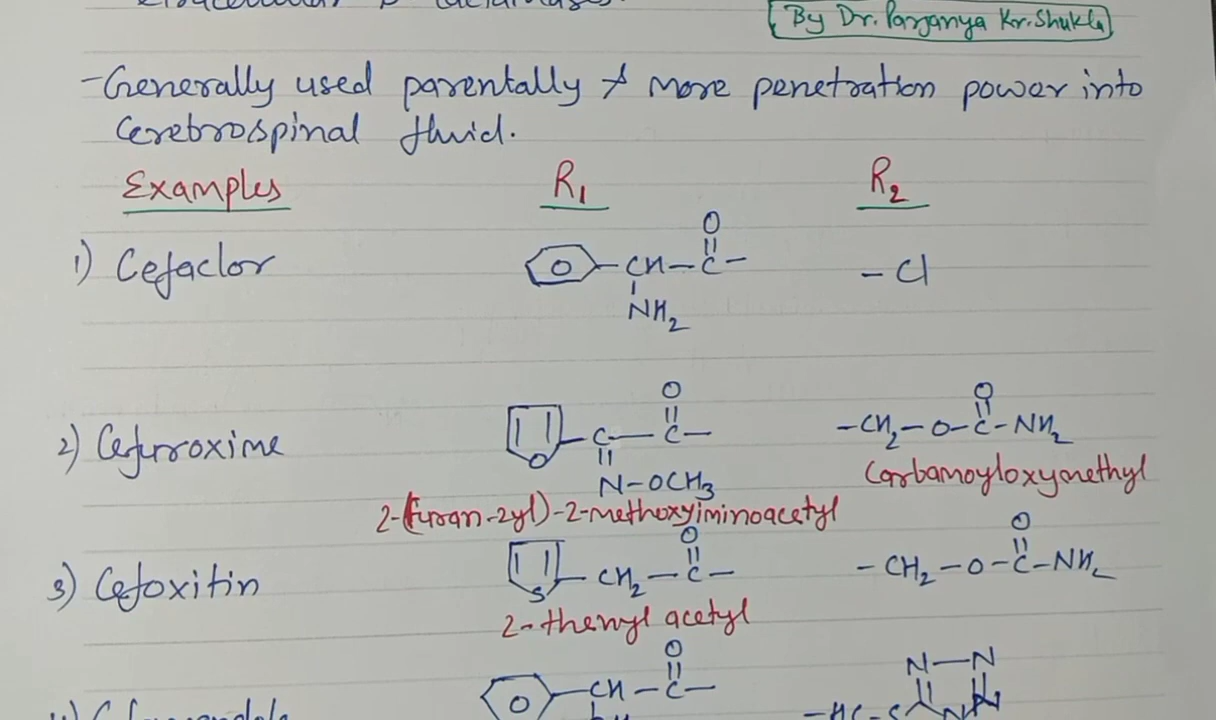 By Dr. Parjanya Kr. Shukla
-Generally used parentally & more penetration power into
Cerebrospinal fluid.
Examples R1 R2
1) Cefaclor
O
CH-C-
NH2
-Cl
2) Cefuroxime
O
C-C-
O
N-OCH3
O
-CH2-O-C-NH2
Carbamoyloxymethyl
2-(furan-2yl)-2-methoxyiminoacetyl
3) Cefoxitin
O
S
CH2-C-
O
-CH2-O-C-NH2
2-thenyl acetyl
O
CH-C-
N-N